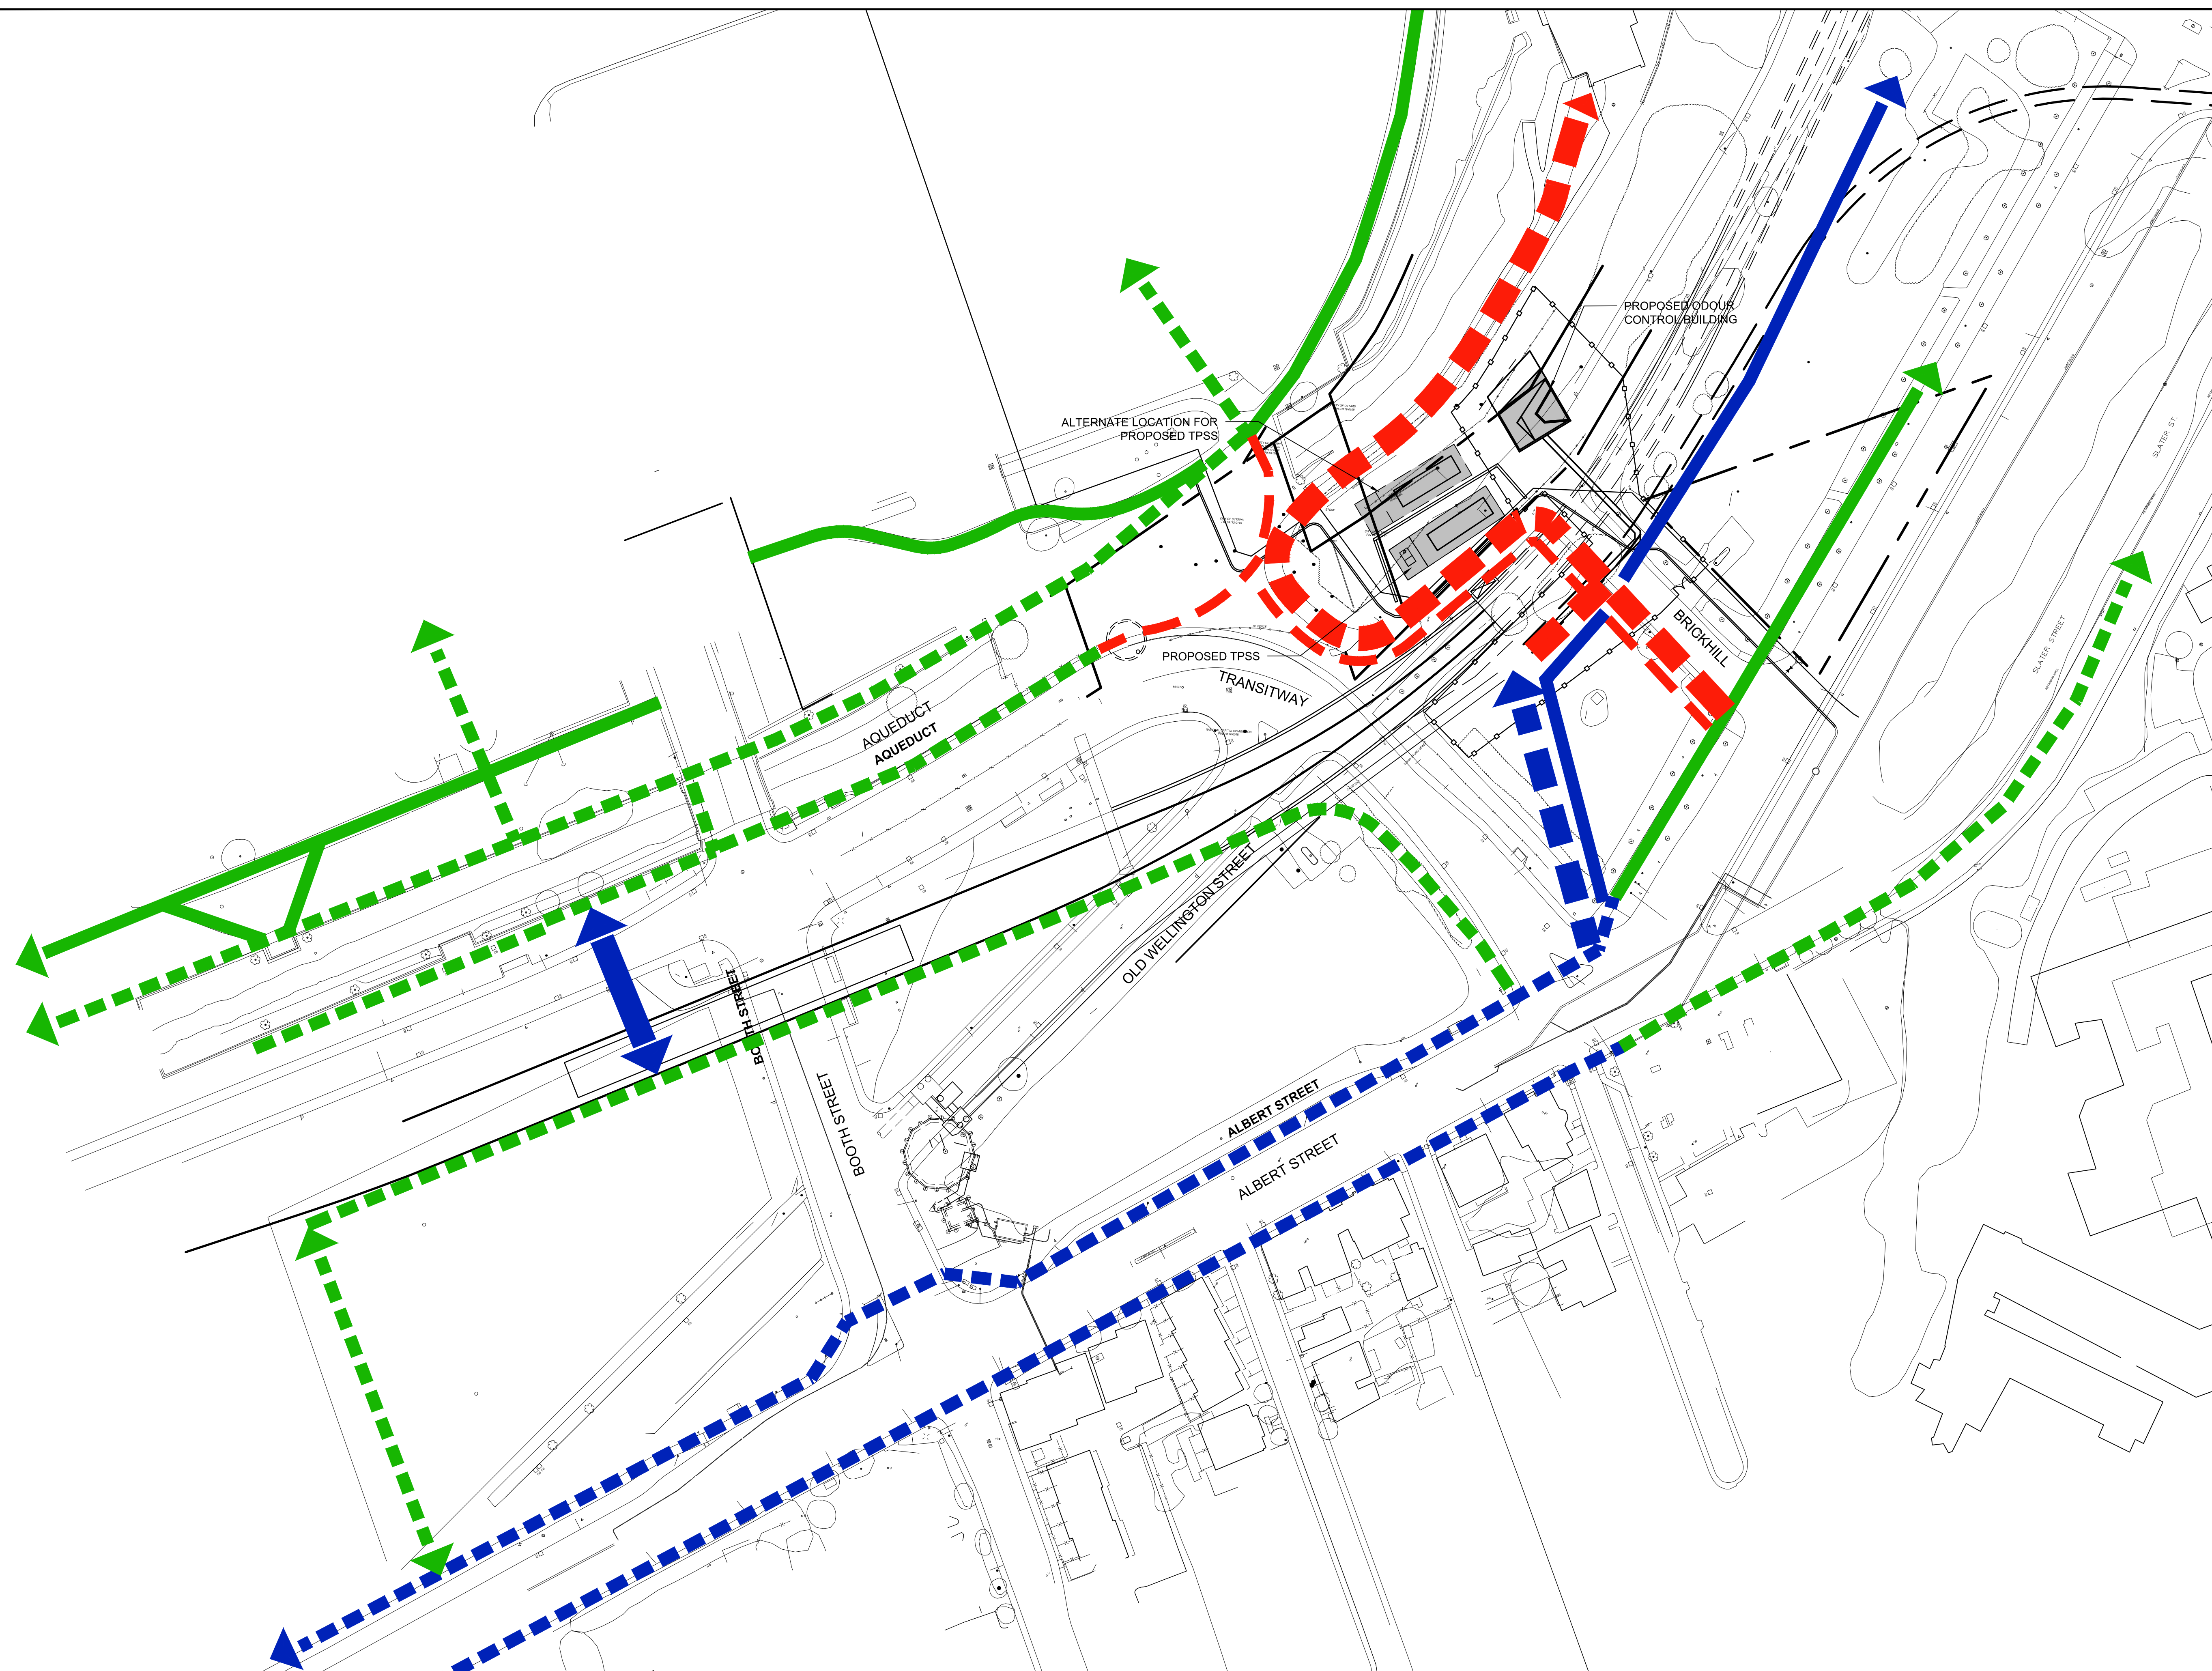 PROPOSED ODOUR
CONTROL BUILDING
ALTERNATE LOCATION FOR
PROPOSED TPSS
SLATER ST.
SLATER STREET
BRICKHILL
PROPOSED TPSS
TRANSITWAY
AQUEDUCT
AQUEDUCT
OLD WELLINGTON STREET
BOOTH STREET
BOOTH STREET
ALBERT STREET
ALBERT STREET